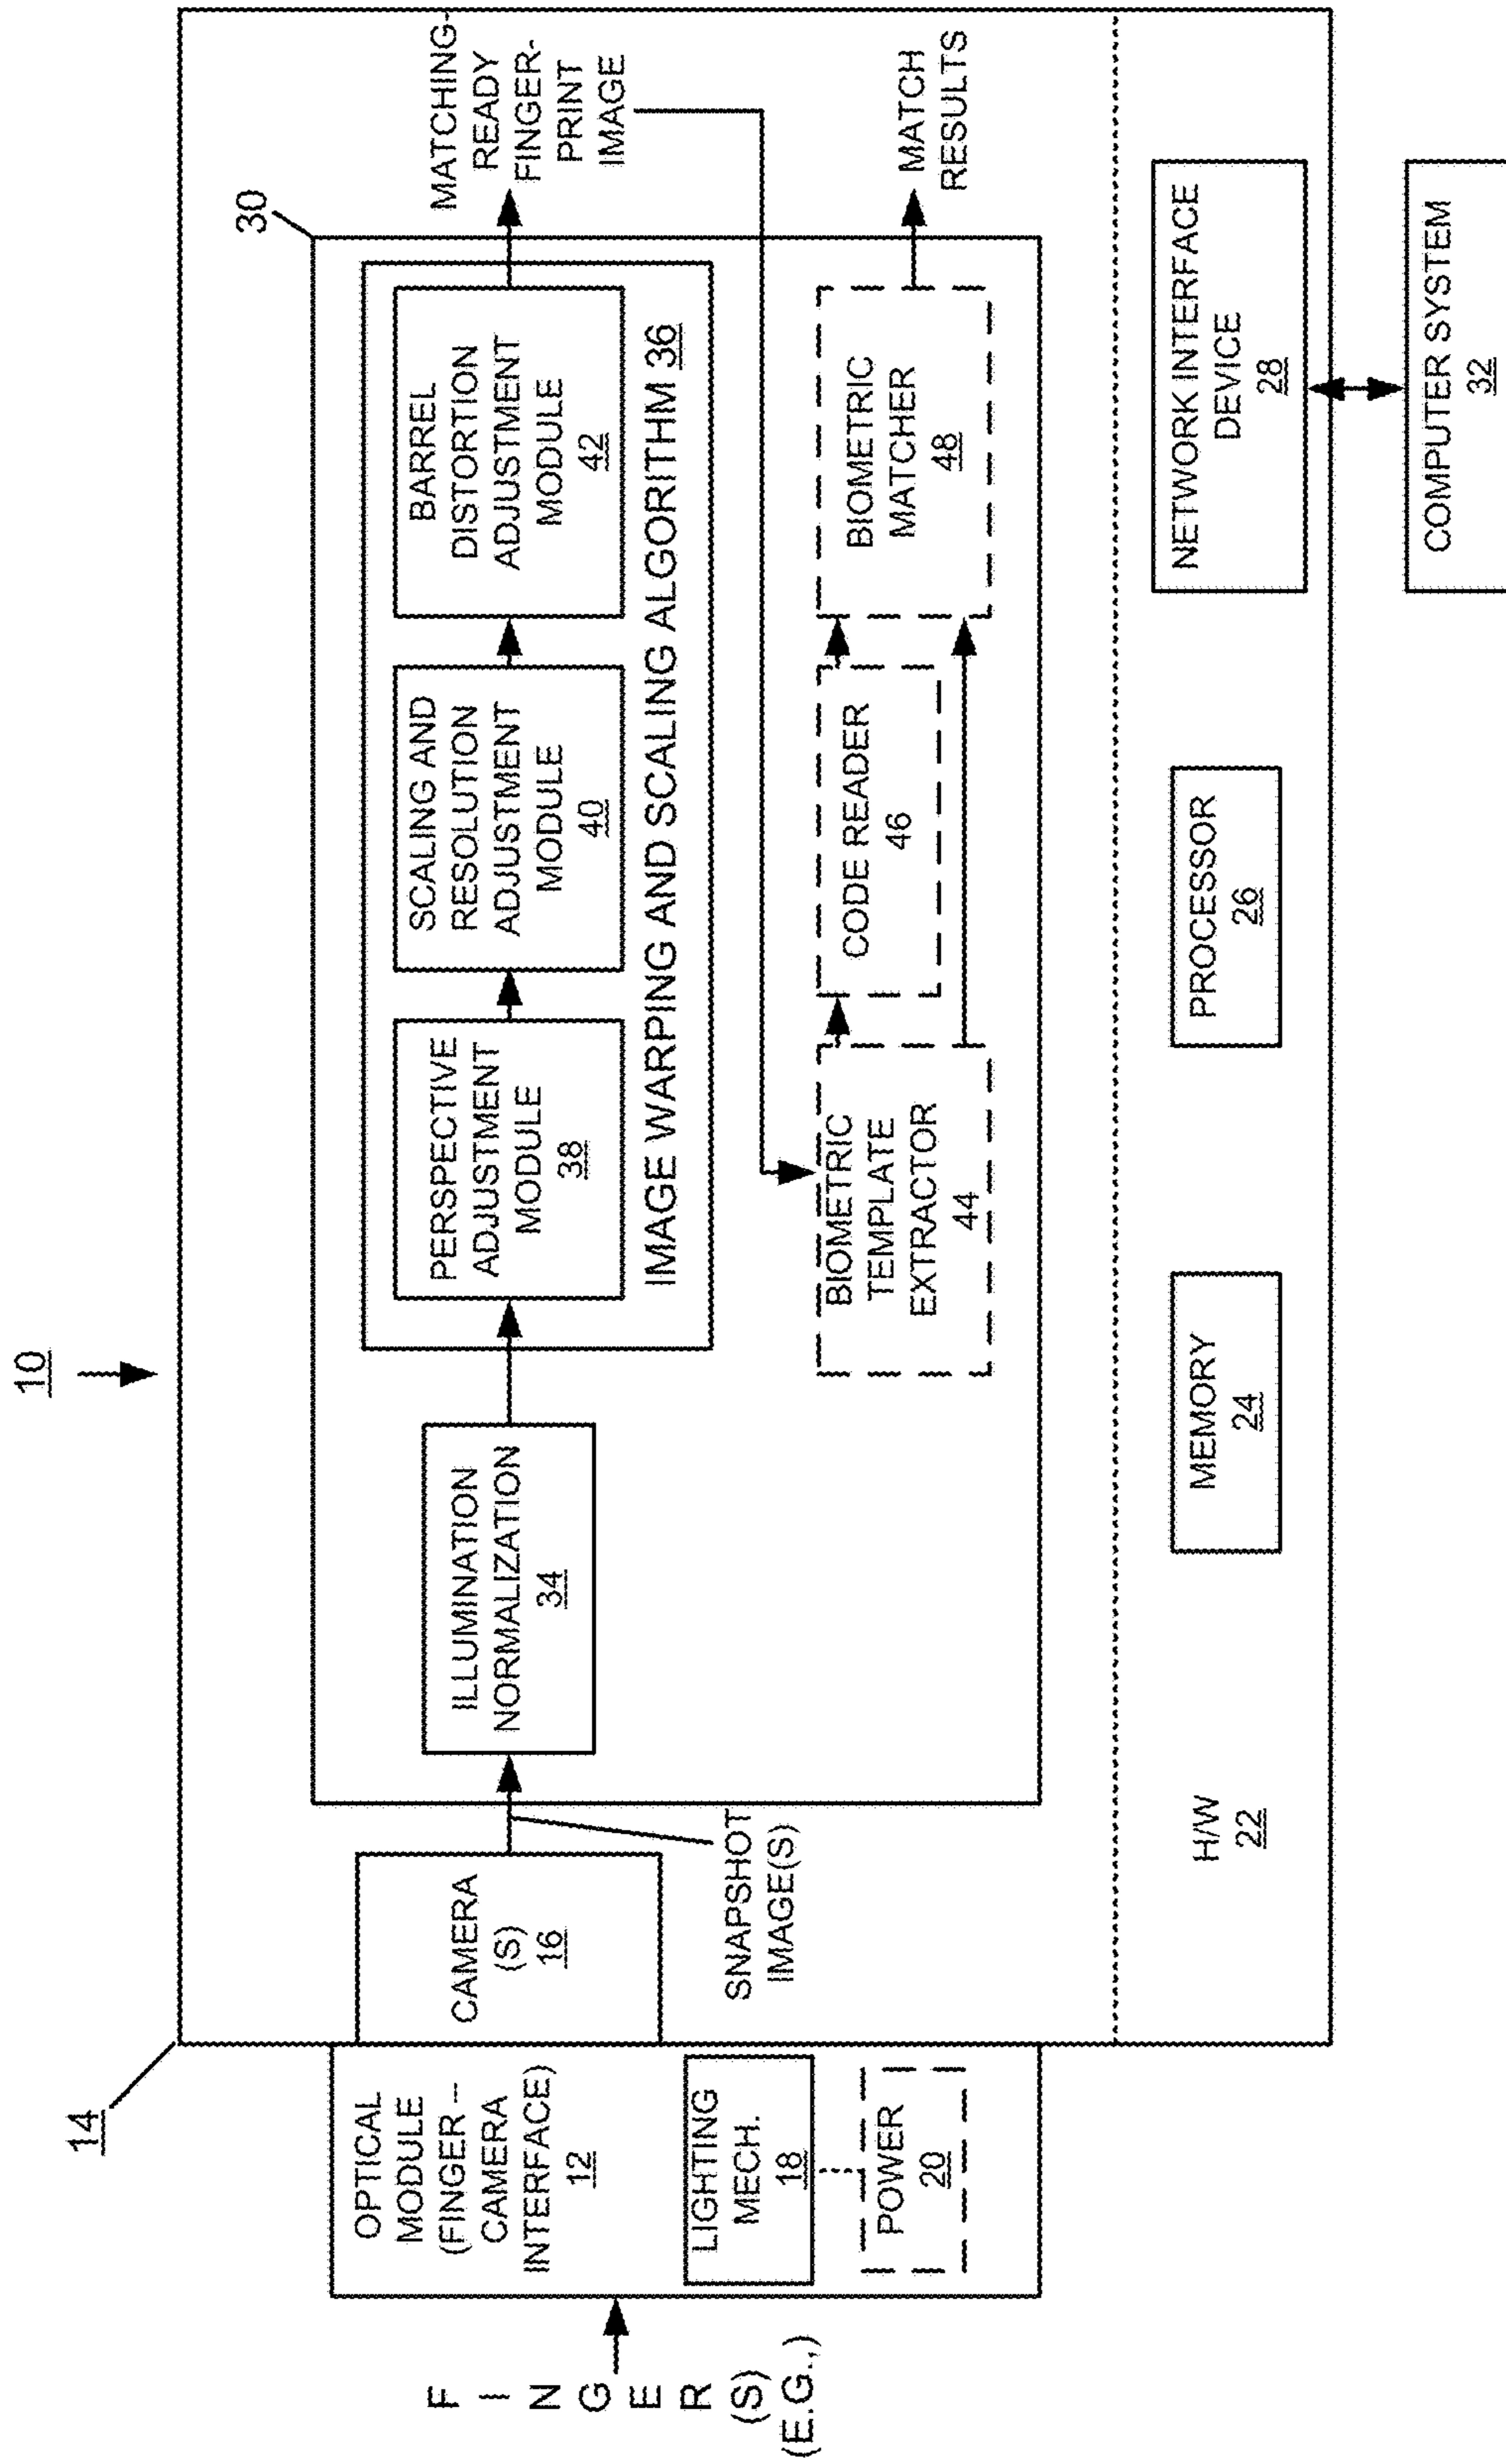 10
14
30
F
I
N
G
E
R
(S)
(E.G.,)
OPTICAL
MODULE
(FINGER –
CAMERA
INTERFACE)
12
LIGHTING
MECH.
18
POWER
20
CAMERA
(S)
16
SNAPSHOT
IMAGE(S)
ILLUMINATION
NORMALIZATION
34
PERSPECTIVE
ADJUSTMENT
MODULE
38
SCALING AND
RESOLUTION
ADJUSTMENT
MODULE
40
BARREL
DISTORTION
ADJUSTMENT
MODULE
42
IMAGE WARPING AND SCALING ALGORITHM 36
MATCHING-
READY
FINGER-
PRINT
IMAGE
BIOMETRIC
TEMPLATE
EXTRACTOR
44
CODE READER
46
BIOMETRIC
MATCHER
48
MATCH
RESULTS
H/W
22
MEMORY
24
PROCESSOR
26
NETWORK INTERFACE
DEVICE
28
COMPUTER SYSTEM
32